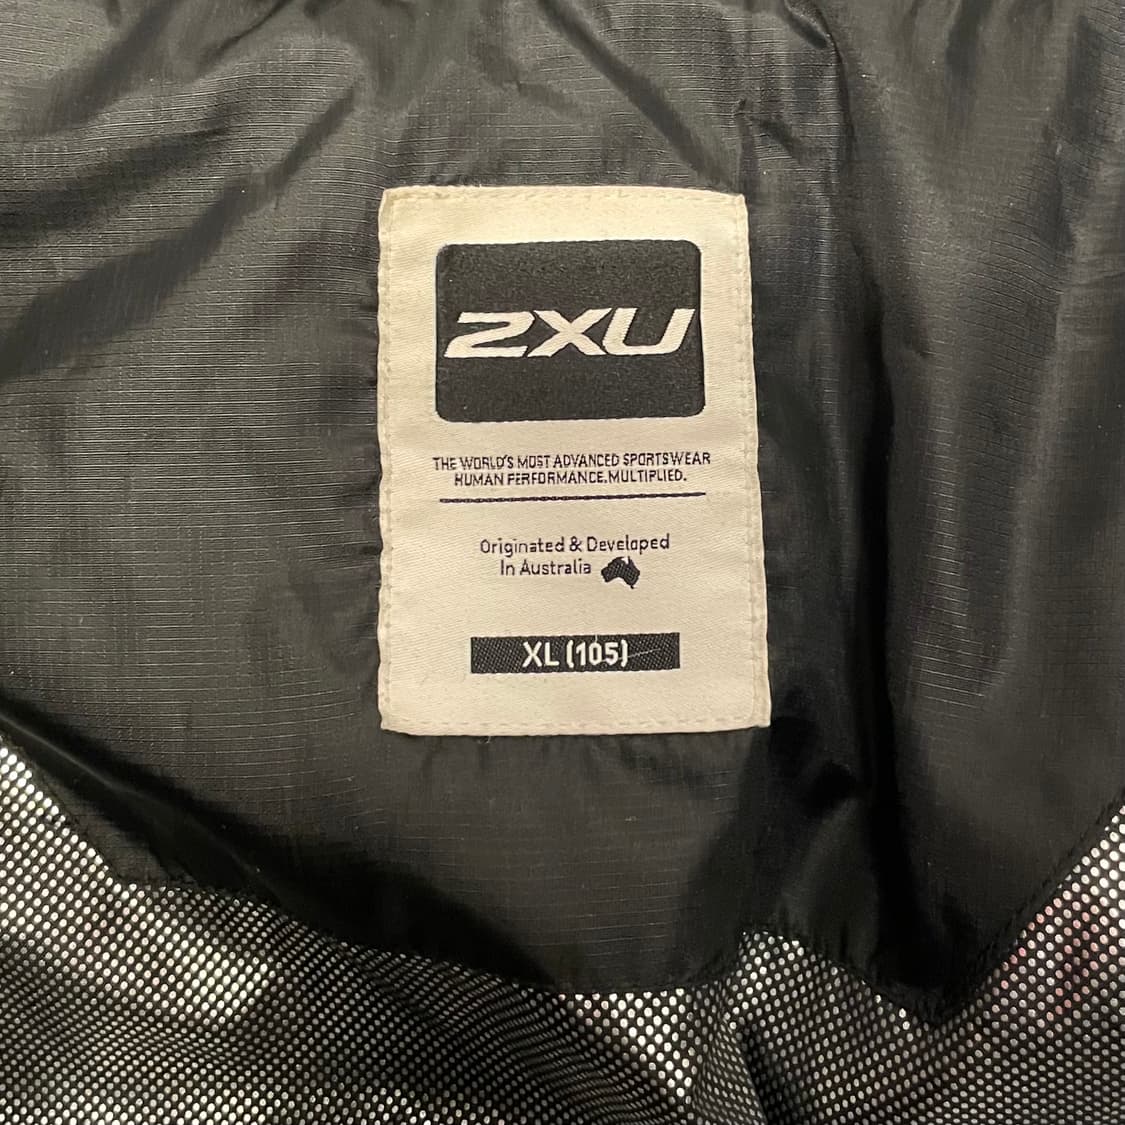 2XU
THE WORLD'S MOST ADVANCED SPORTSWEAR
HUMAN PERFORMANCE.MULTIPLIED.
Originated & Developed
In Australia
XL (105)